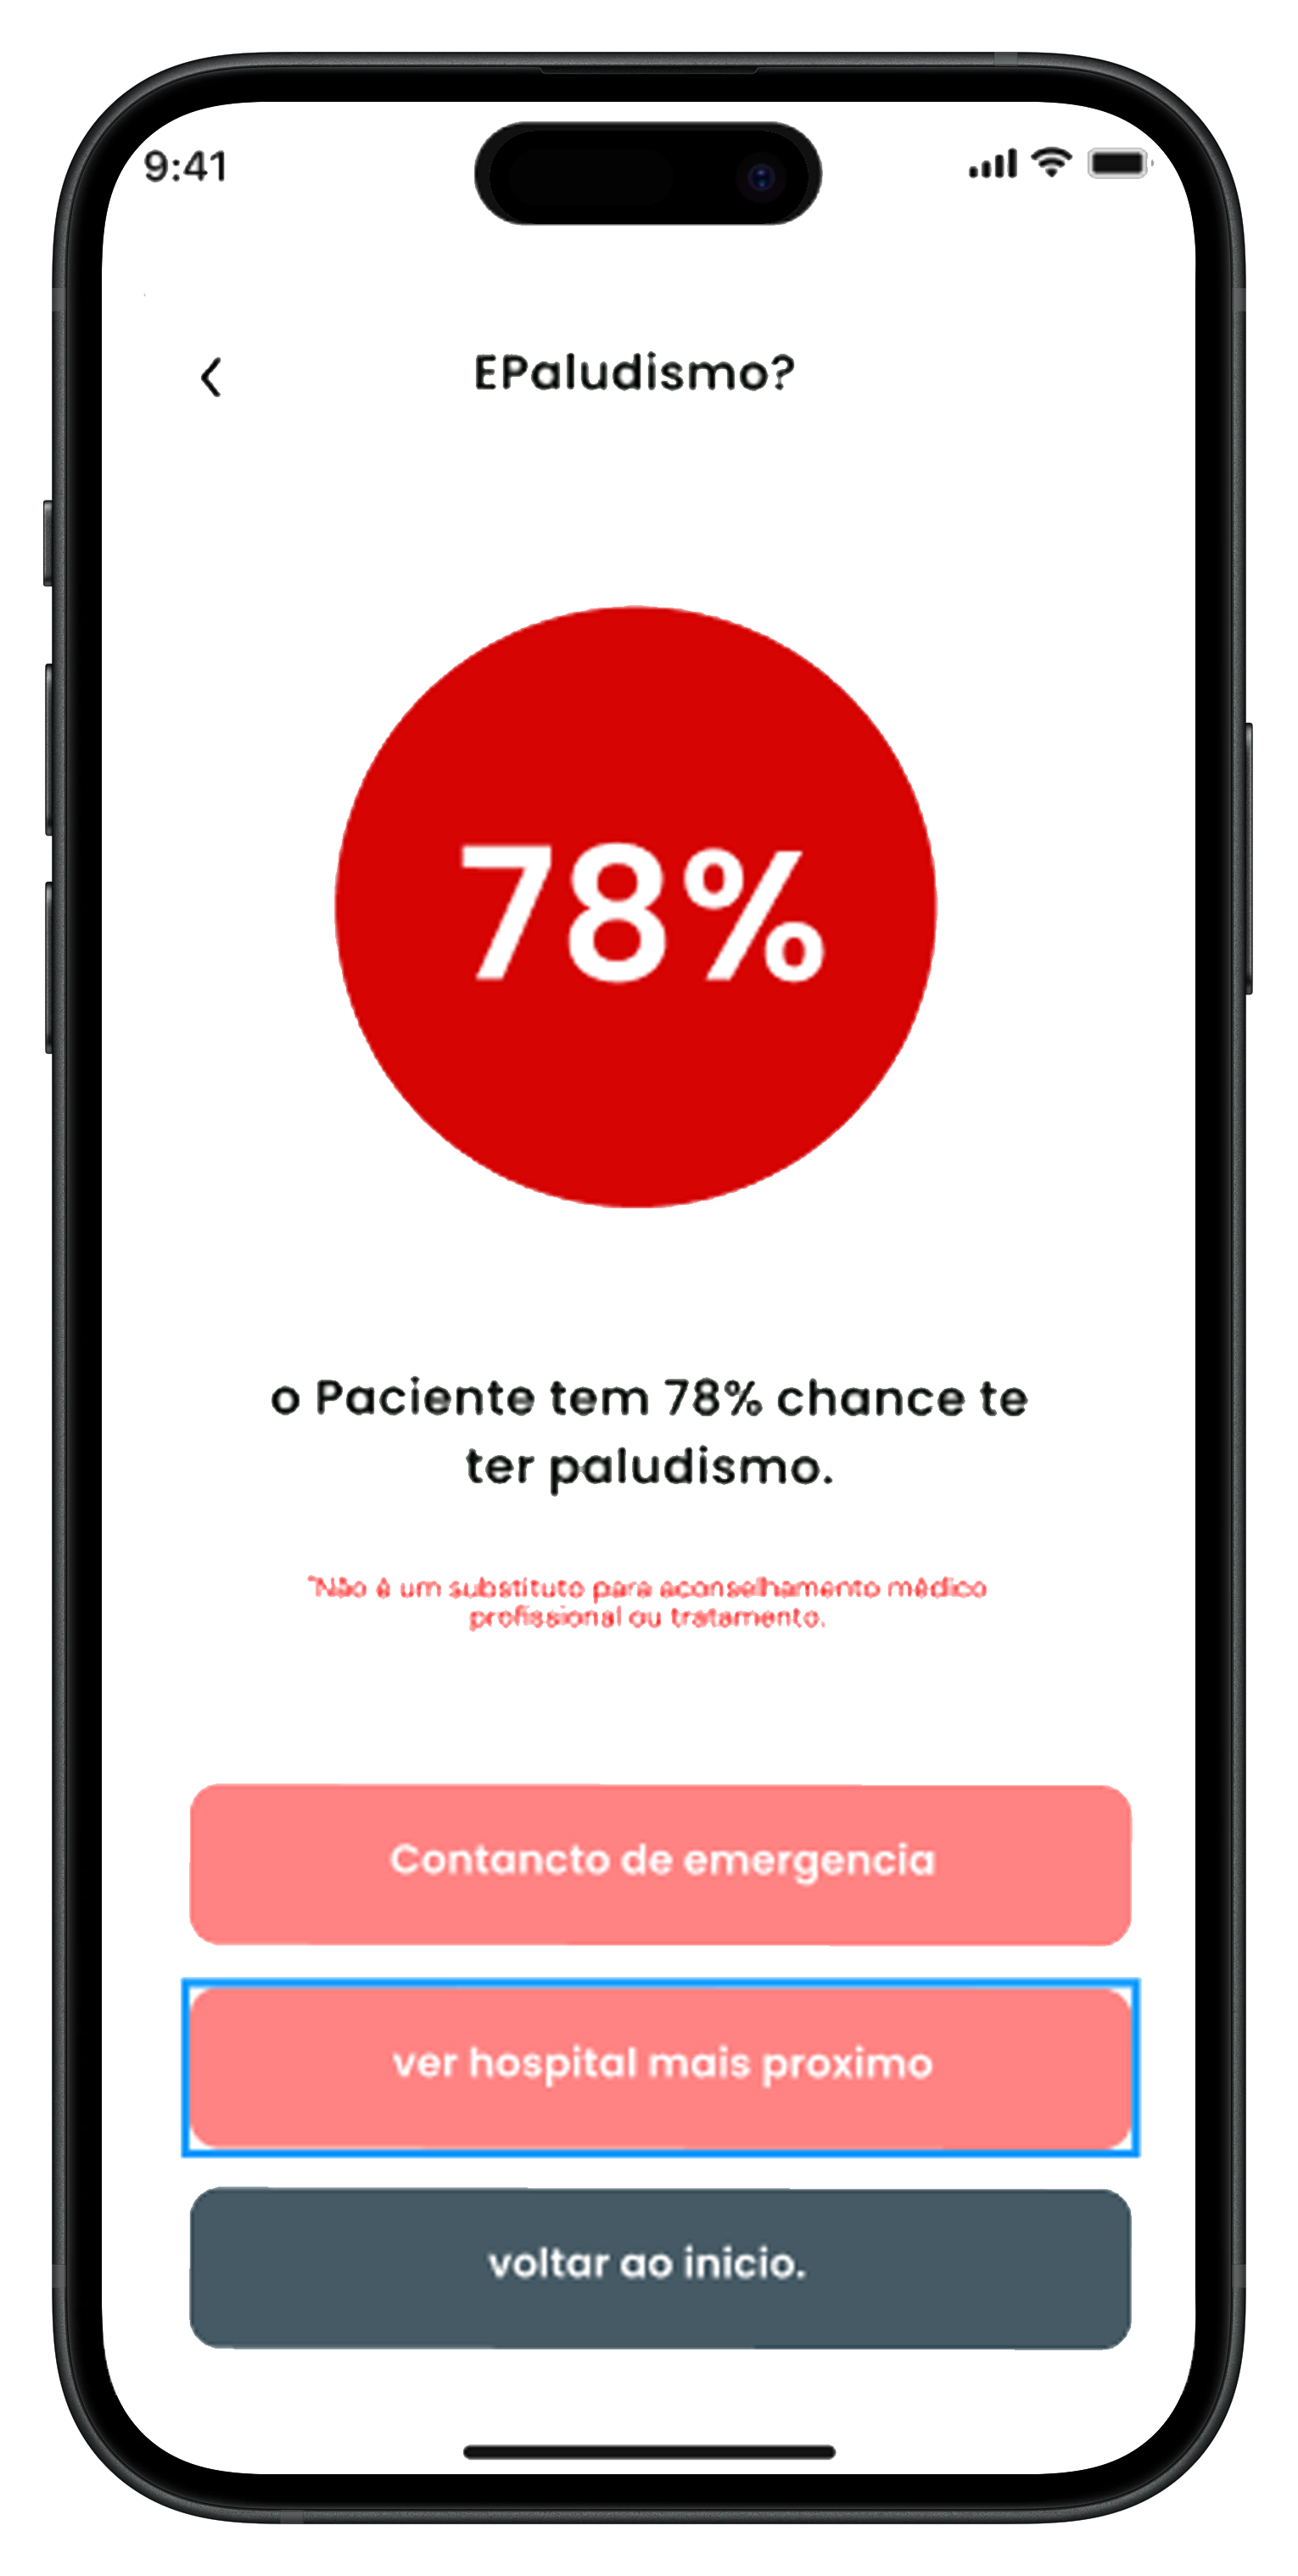 9:41
EPaludismo?
78%
o Paciente tem 78% chance te
ter paludismo.
*Não é um substituto para aconselhamento médico
profissional ou tratamento.
Contancto de emergencia
ver hospital mais proximo
voltar ao inicio.